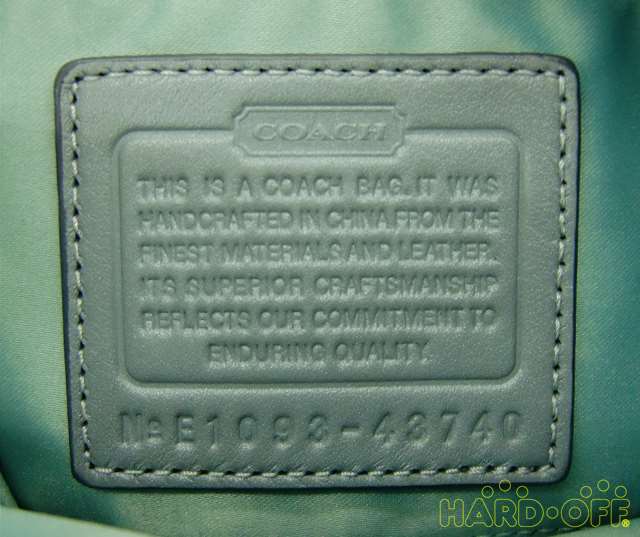 COACH
THIS IS A COACH BAG. IT WAS
HANDCRAFTED IN CHINA FROM THE
FINEST MATERIALS AND LEATHER.
ITS SUPERIOR CRAFTSMANSHIP
REFLECTS OUR COMMITMENT TO
ENDURING QUALITY.
No E1093-43740
HARD·OFF